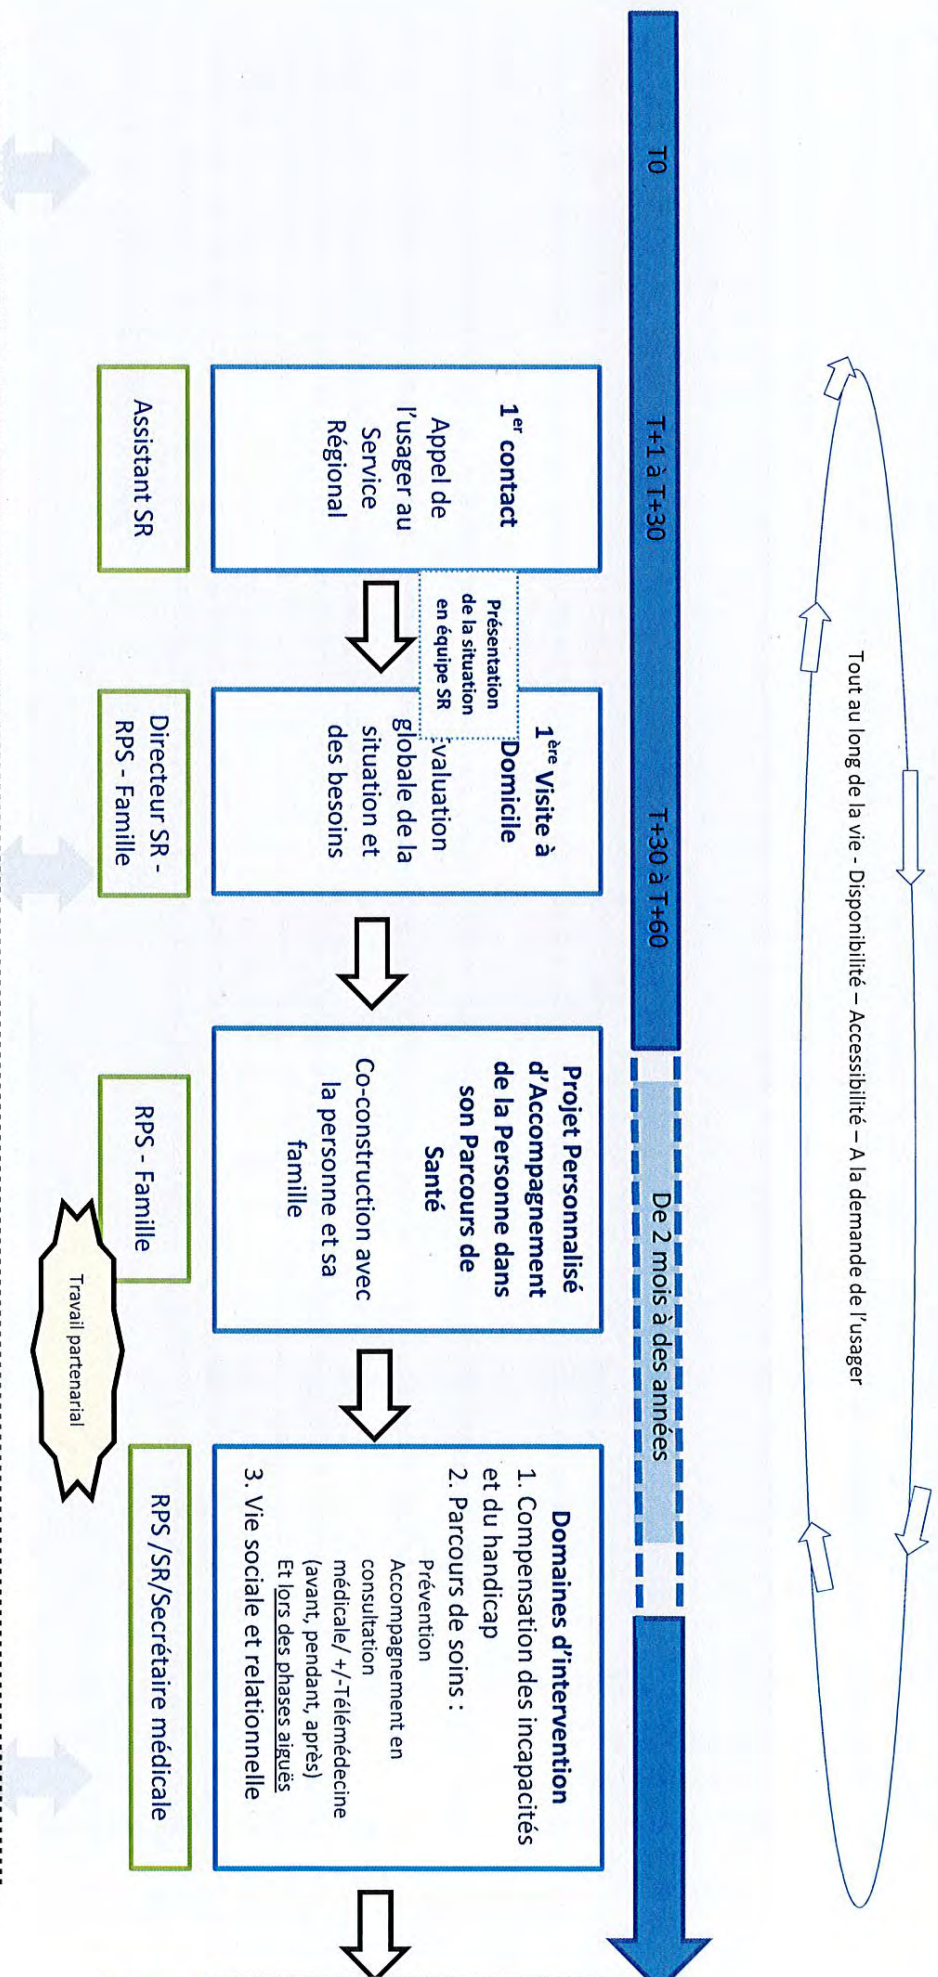 Tout au long de la vie - Disponibilité – Accessibilité – A la demande de l'usager
T0
T+1 à T+30
T+30 à T+60
De 2 mois à des années
1er contact
Appel de
l'usager au
Service
Régional
Présentation
de la situation
en équipe SR
1ère Visite à
Domicile
valuation
globale de la
situation et
des besoins
Projet Personnalisé
d'Accompagnement
de la Personne dans
son Parcours de
Santé
Co-construction avec
la personne et sa
famille
Domaines d'intervention
1. Compensation des incapacités
et du handicap
2. Parcours de soins :
Prévention
Accompagnement en
consultation
médicale/ +/-Télémédecine
(avant, pendant, après)
Et lors des phases aiguës
3. Vie sociale et relationnelle
Assistant SR
Directeur SR -
RPS - Famille
RPS - Famille
RPS /SR/Secrétaire médicale
Travail partenarial